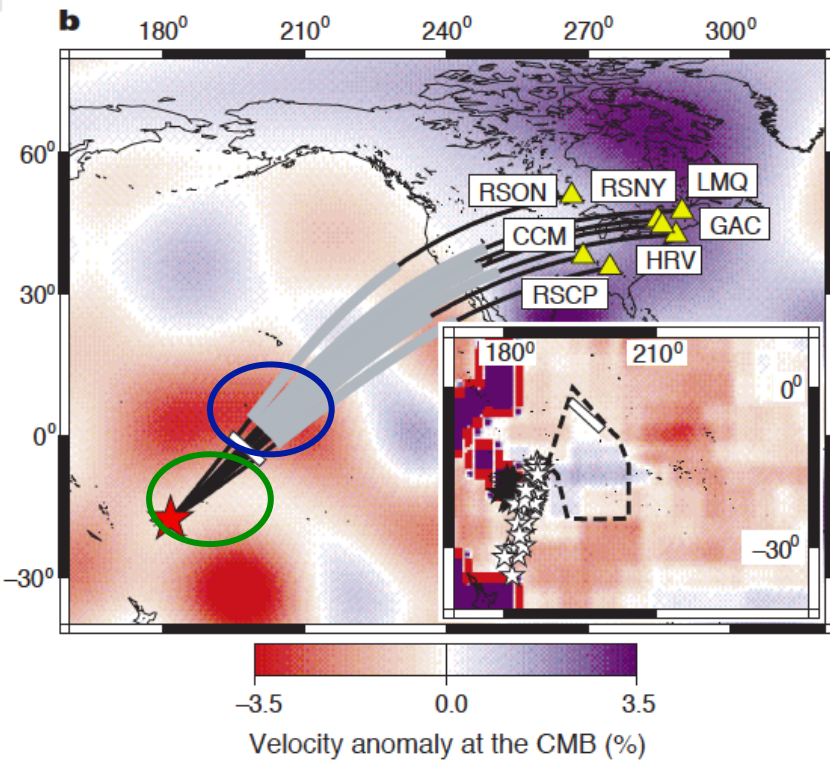 b
180⁰ 210⁰ 240⁰ 270⁰ 300⁰
60⁰
30⁰
0⁰
–30⁰
RSON
RSNY
LMQ
CCM
GAC
HRV
RSCP
180⁰ 210⁰
0⁰
–30⁰
–3.5 0.0 3.5
Velocity anomaly at the CMB (%)